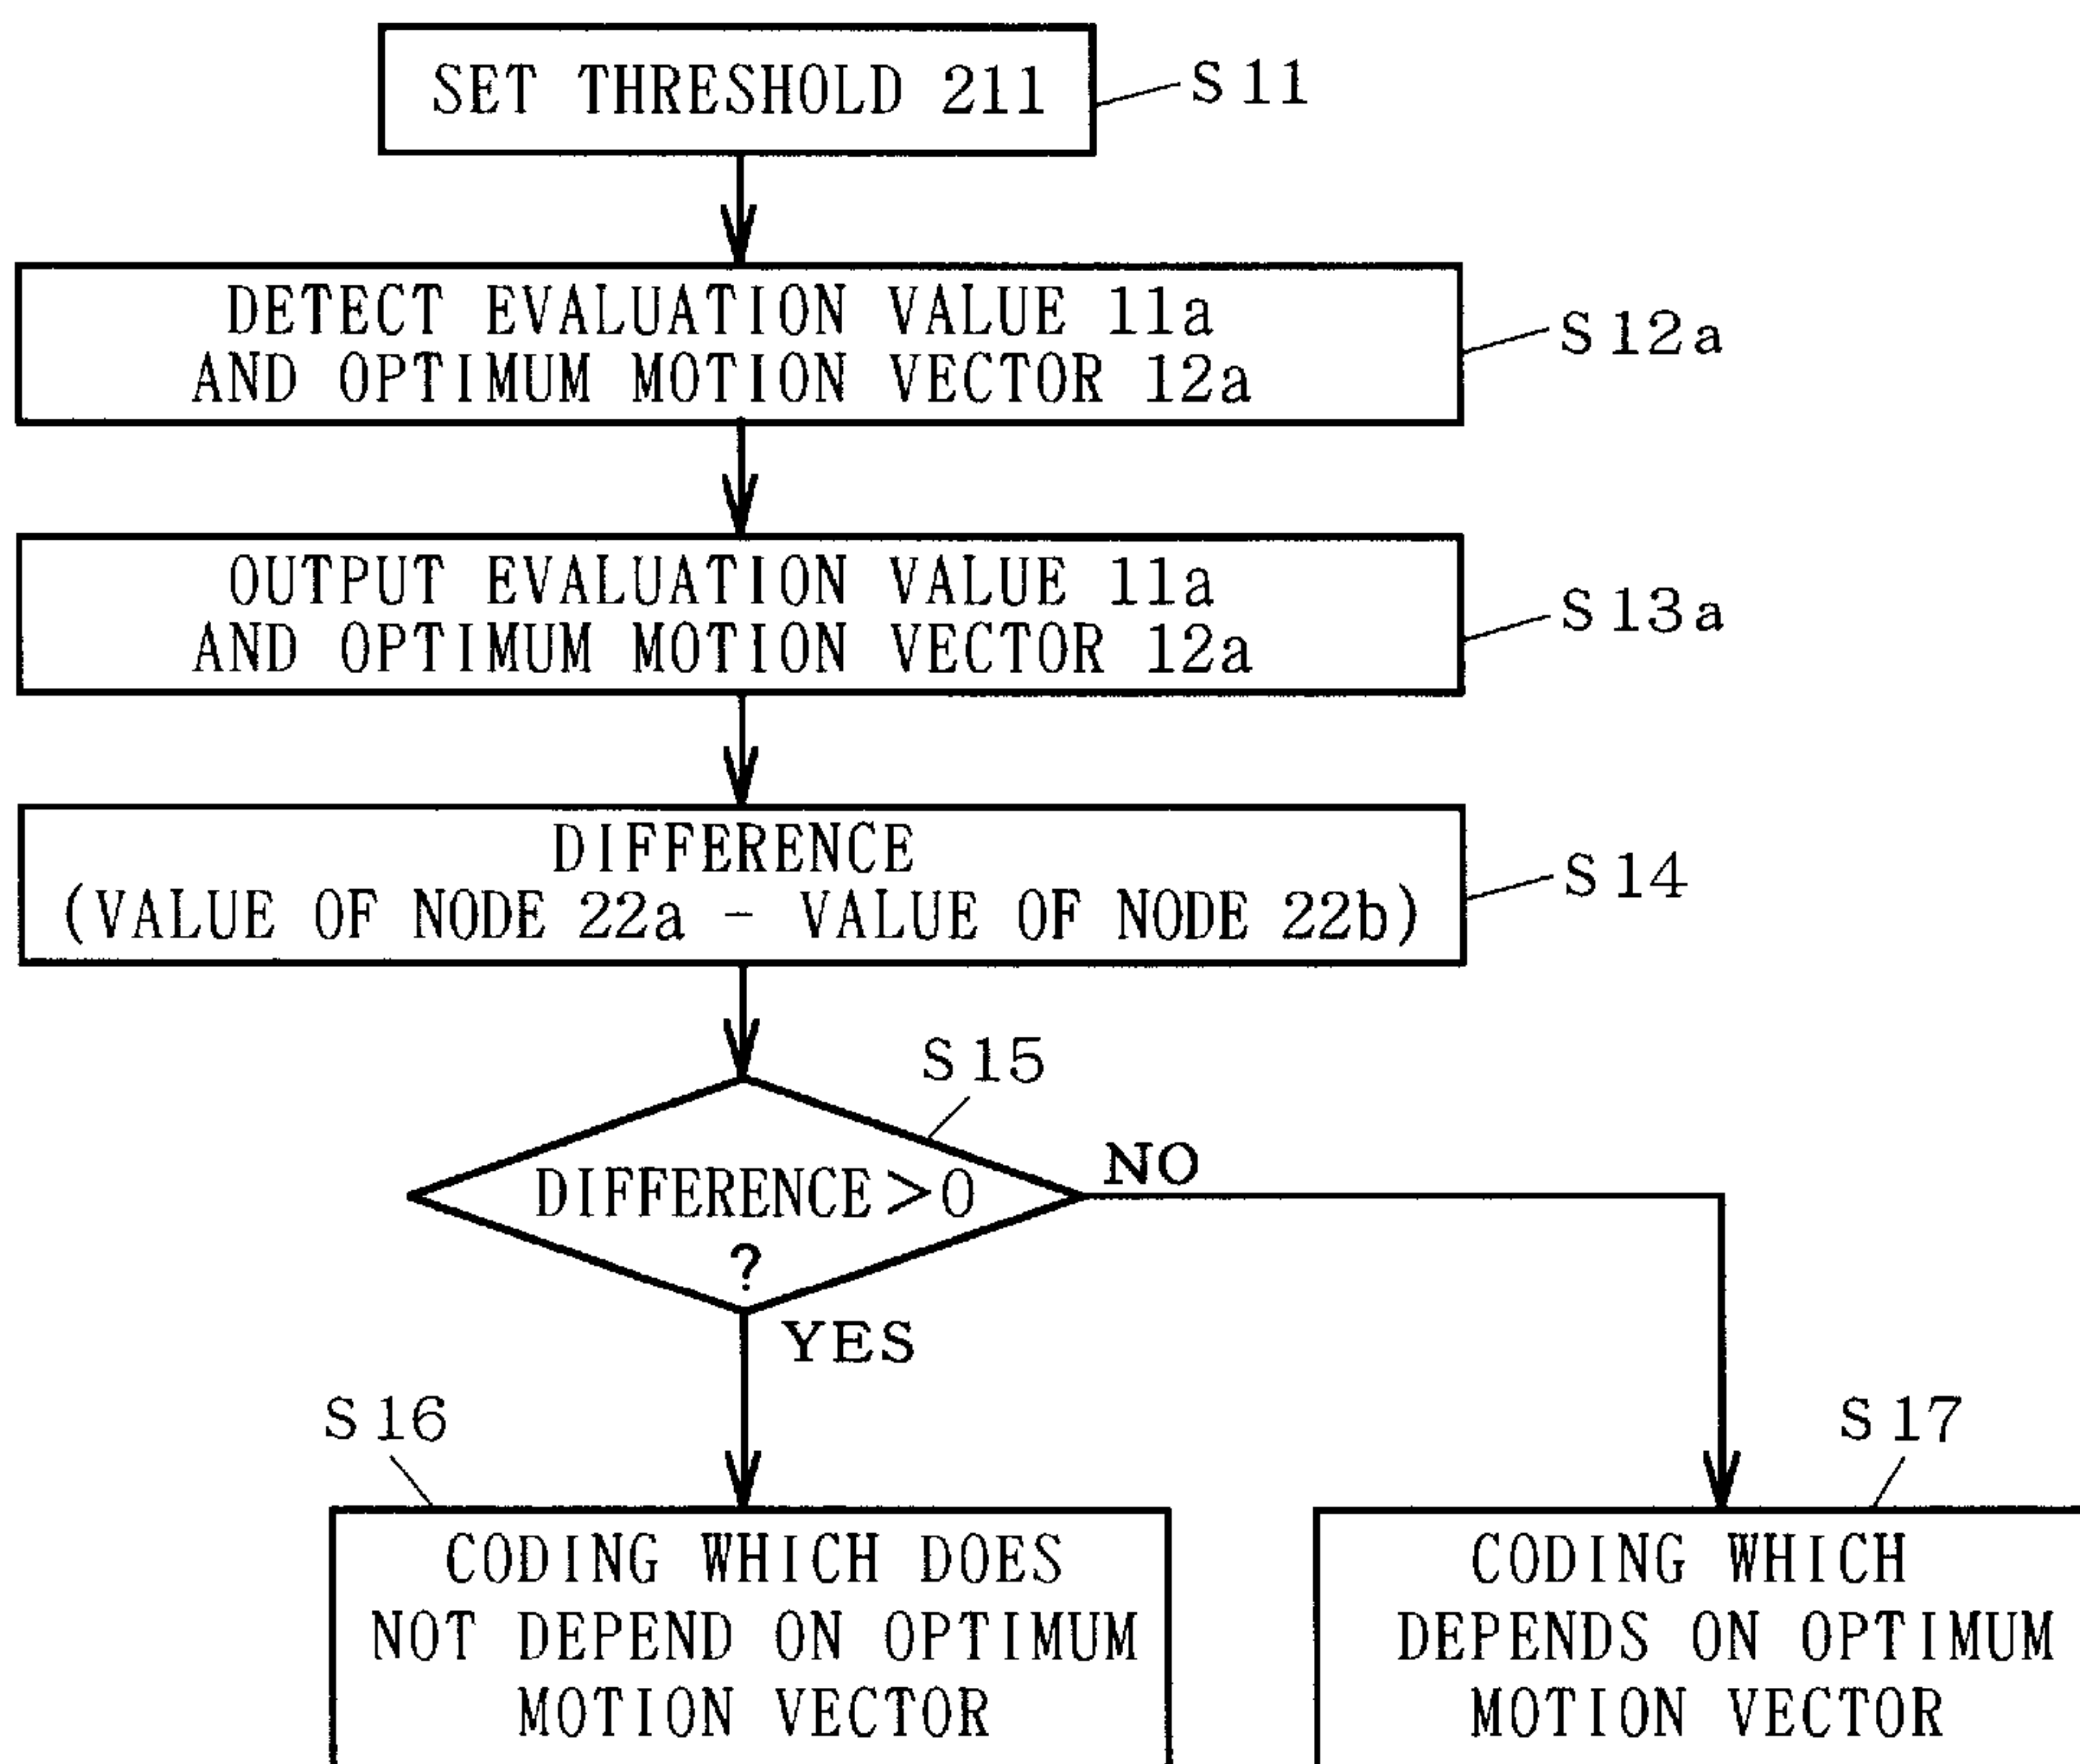 SET THRESHOLD 211
S11
DETECT EVALUATION VALUE 11a
AND OPTIMUM MOTION VECTOR 12a
S12a
OUTPUT EVALUATION VALUE 11a
AND OPTIMUM MOTION VECTOR 12a
S13a
DIFFERENCE
(VALUE OF NODE 22a - VALUE OF NODE 22b)
S14
S15
DIFFERENCE>0
?
NO
YES
S16
CODING WHICH DOES
NOT DEPEND ON OPTIMUM
MOTION VECTOR
S17
CODING WHICH
DEPENDS ON OPTIMUM
MOTION VECTOR